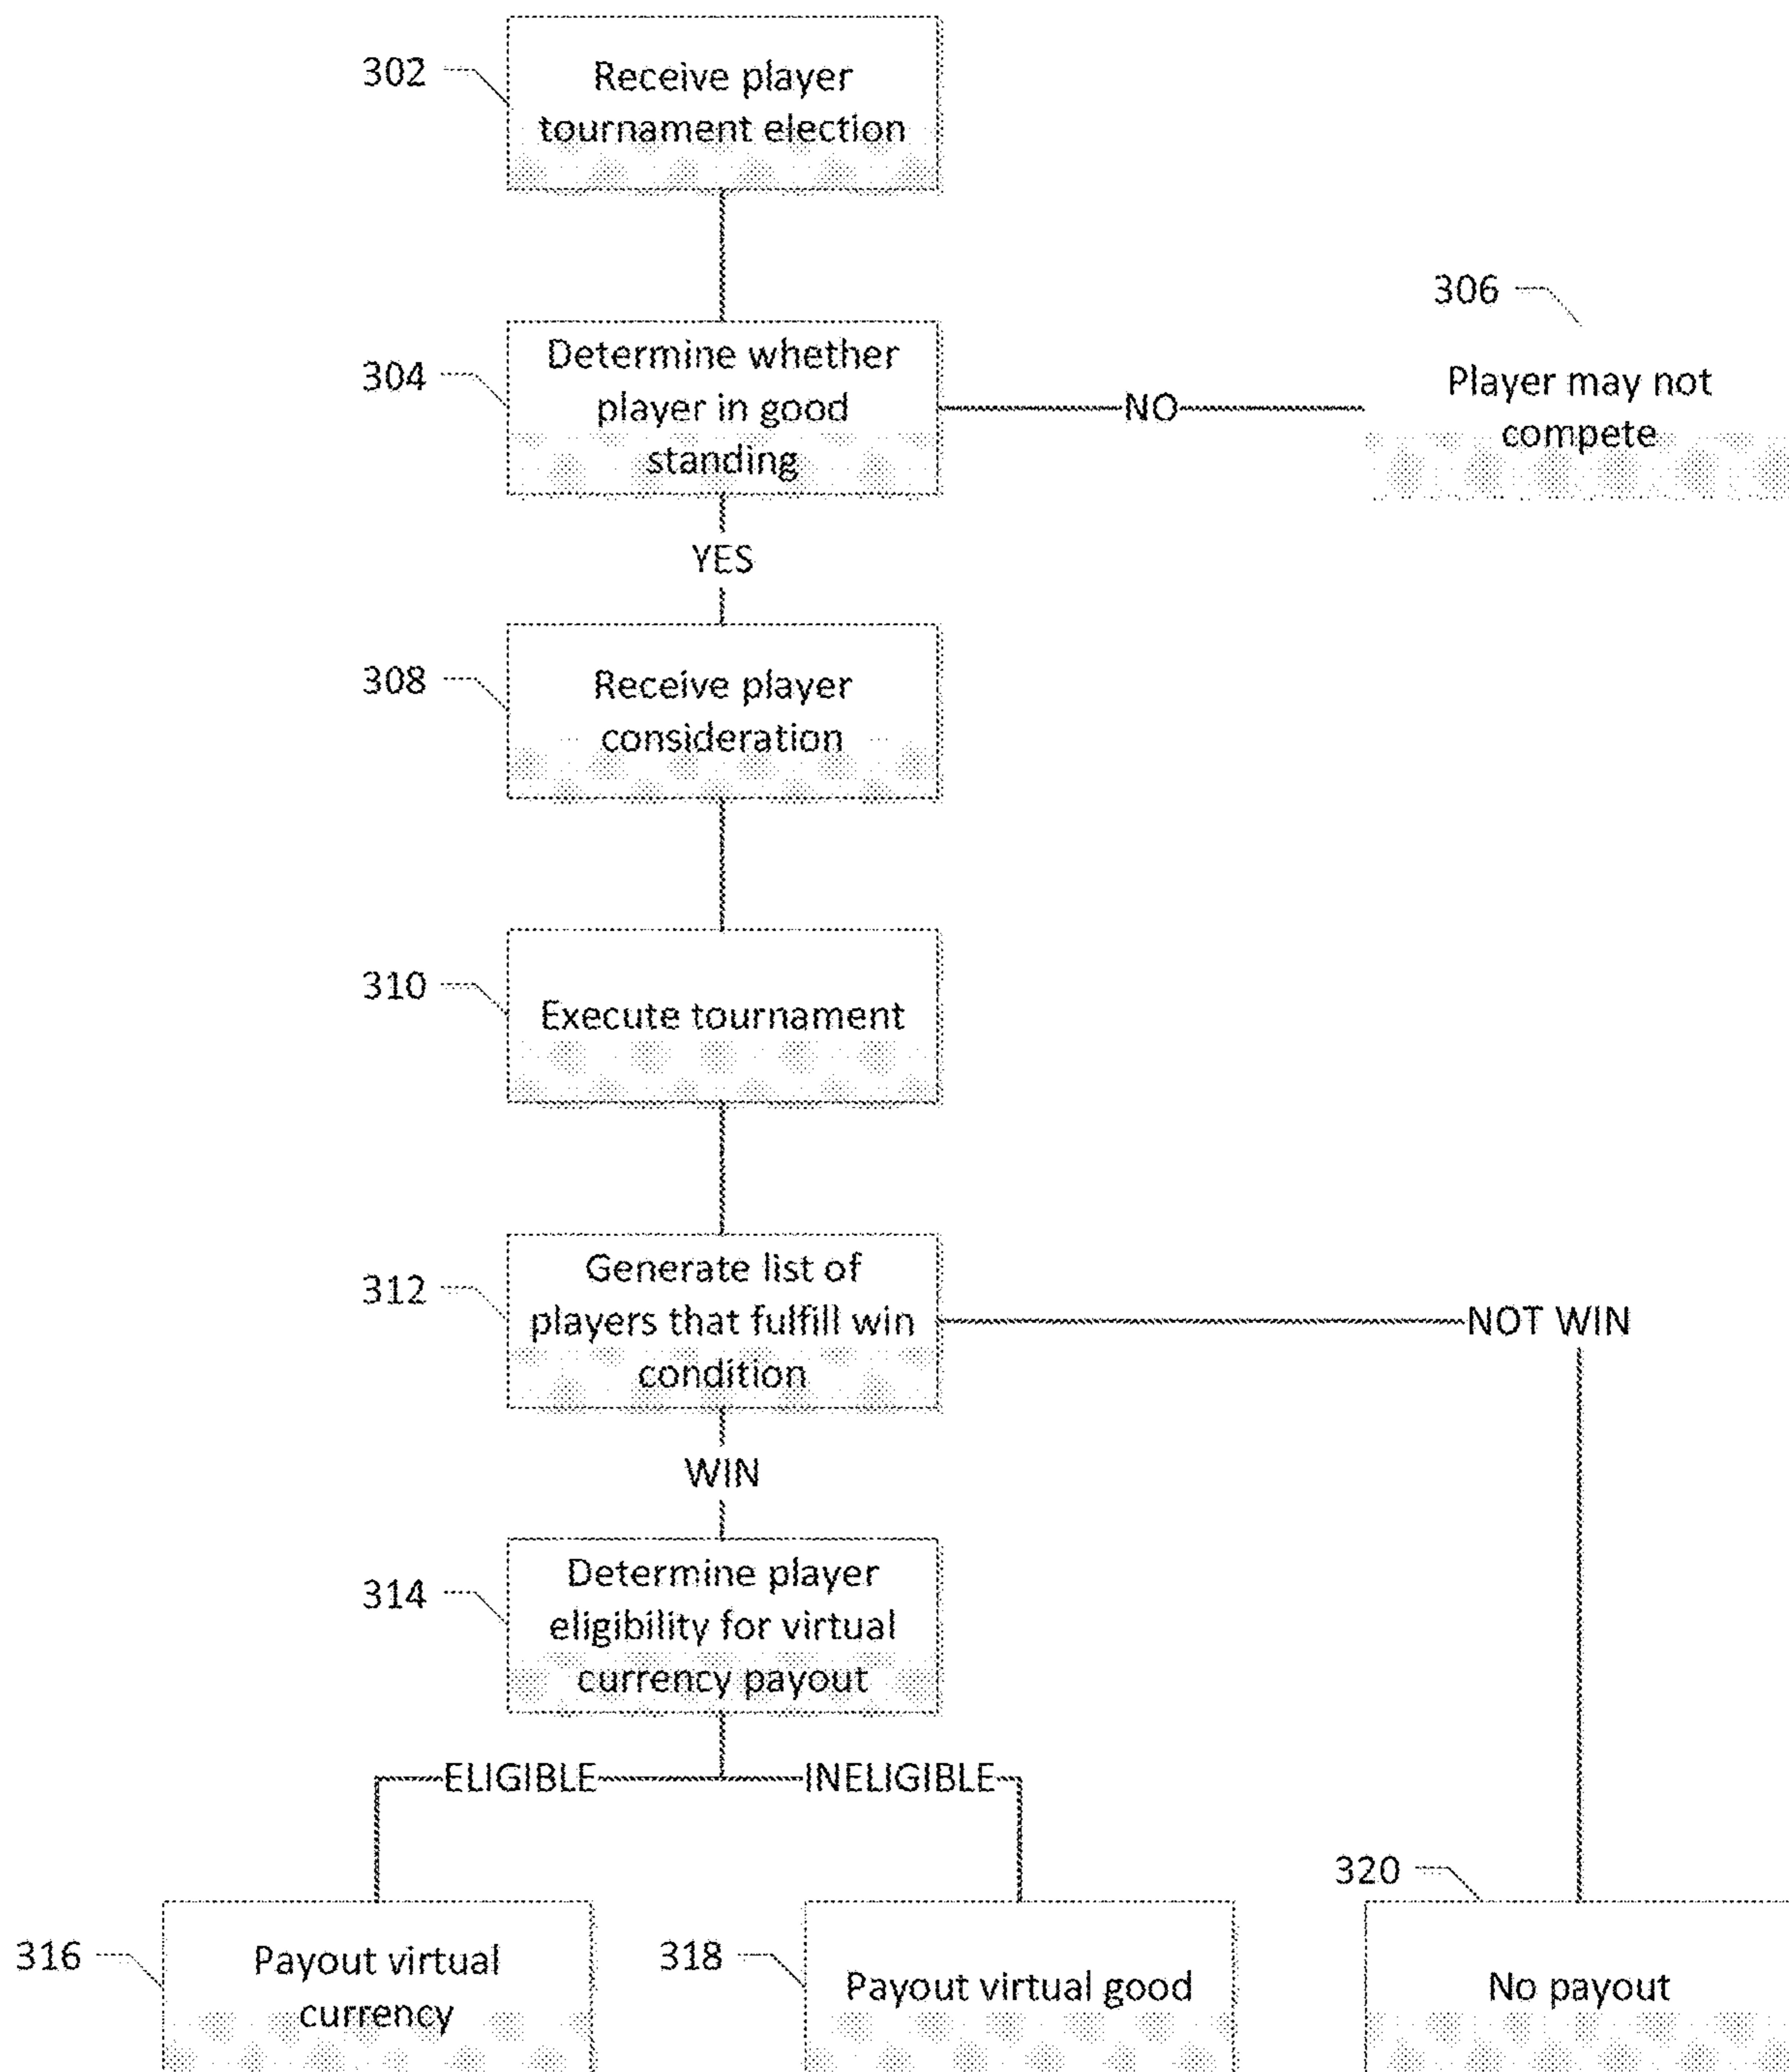 302
Receive player
tournament election
306
304
Determine whether
player in good
standing
NO
Player may not
compete
YES
308
Receive player
consideration
310
Execute tournament
312
Generate list of
players that fulfill win
condition
NOT WIN
WIN
314
Determine player
eligibility for virtual
currency payout
ELIGIBLE
INELIGIBLE
316
Payout virtual
currency
318
Payout virtual good
320
No payout